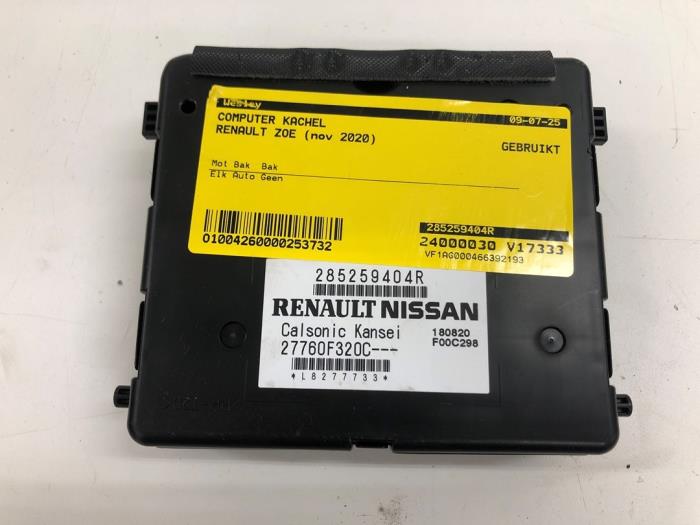 Wesley
09-07-25
COMPUTER KACHEL
RENAULT ZOE (nov 2020)
GEBRUIKT
Mot Bak Bak
Elk Auto Geen
285259404R
01004260000253732
24000030 V17333
VF1AG000466392193
285259404R
RENAULT NISSAN
Calsonic Kansei
180820
27760F320C---
F00C298
*L8277733*